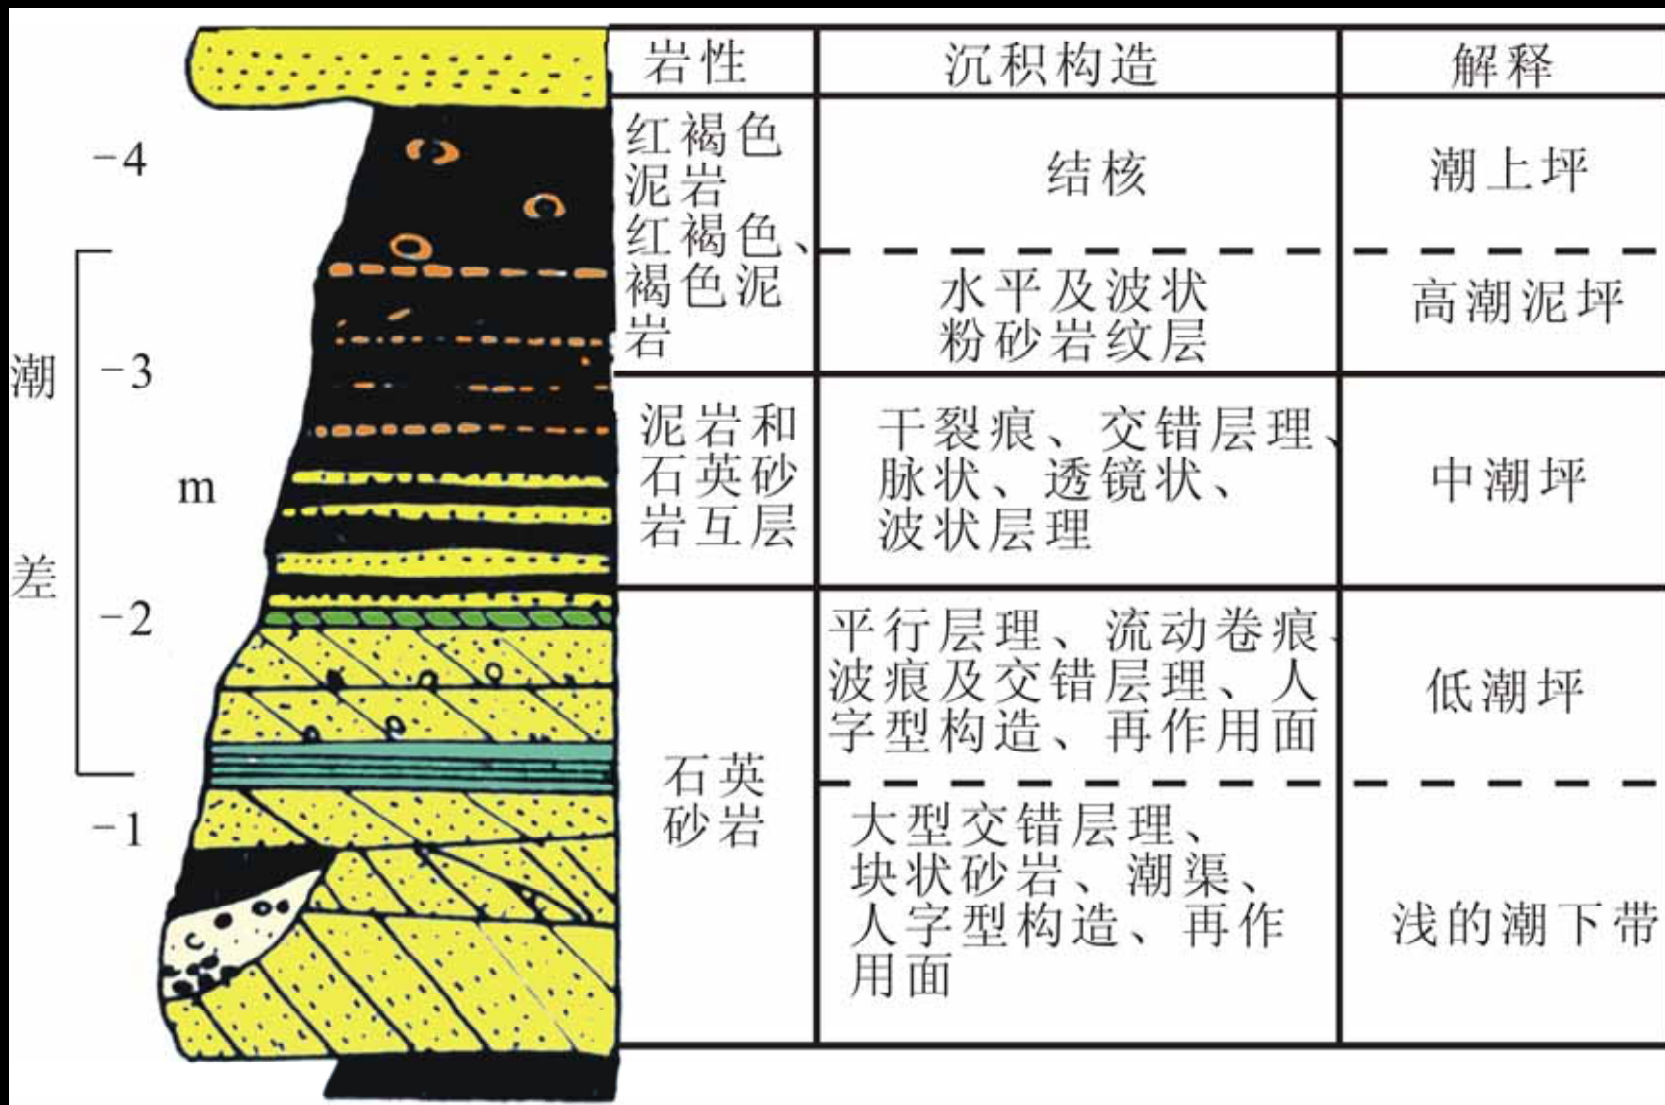 岩性
沉积构造
解释
红褐色
泥岩
红褐色、
褐色泥
岩
结核
潮上坪
水平及波状
粉砂岩纹层
高潮泥坪
泥岩和
石英砂
岩互层
干裂痕、交错层理、
脉状、透镜状、
波状层理
中潮坪
石英
砂岩
平行层理、流动卷痕、
波痕及交错层理、人
字型构造、再作用面
低潮坪
大型交错层理、
块状砂岩、潮渠、
人字型构造、再作
用面
浅的潮下带
-4
潮
-3
m
差
-2
-1